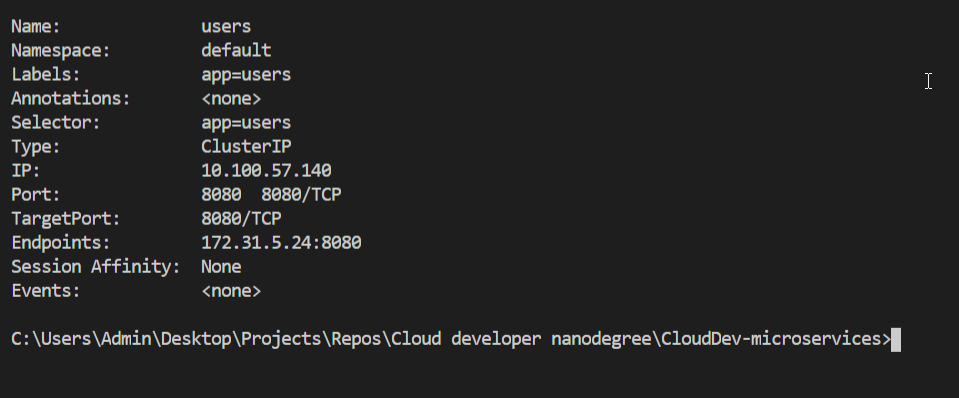 Name: users
Namespace: default
Labels: app=users
Annotations: <none>
Selector: app=users
Type: ClusterIP
IP: 10.100.57.140
Port: 8080  8080/TCP
TargetPort: 8080/TCP
Endpoints: 172.31.5.24:8080
Session Affinity: None
Events: <none>
C:\Users\Admin\Desktop\Projects\Repos\Cloud developer nanodegree\CloudDev-microservices>